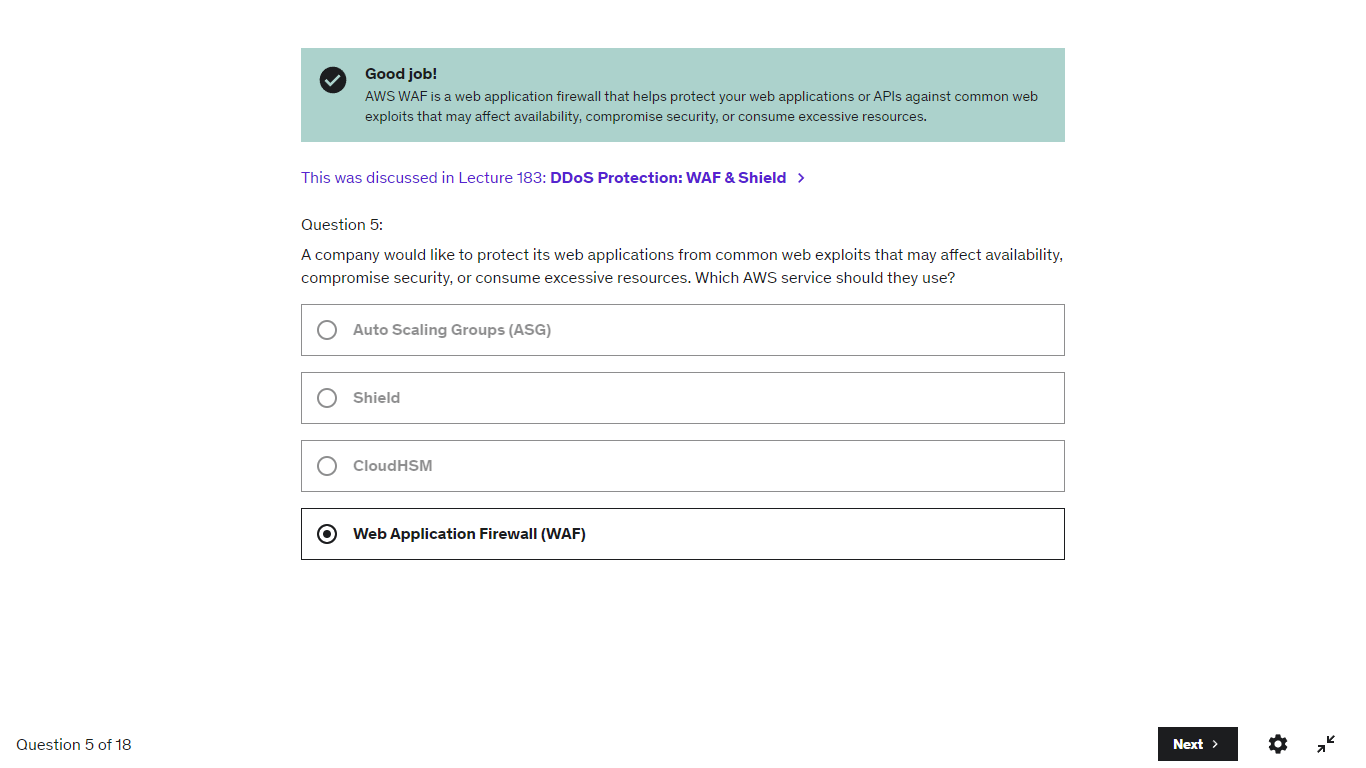 Good job!
AWS WAF is a web application firewall that helps protect your web applications or APIs against common web
exploits that may affect availability, compromise security, or consume excessive resources.
This was discussed in Lecture 183: DDoS Protection: WAF & Shield
Question 5:
A company would like to protect its web applications from common web exploits that may affect availability,
compromise security, or consume excessive resources. Which AWS service should they use?
Auto Scaling Groups (ASG)
Shield
CloudHSM
Web Application Firewall (WAF)
Question 5 of 18
Next